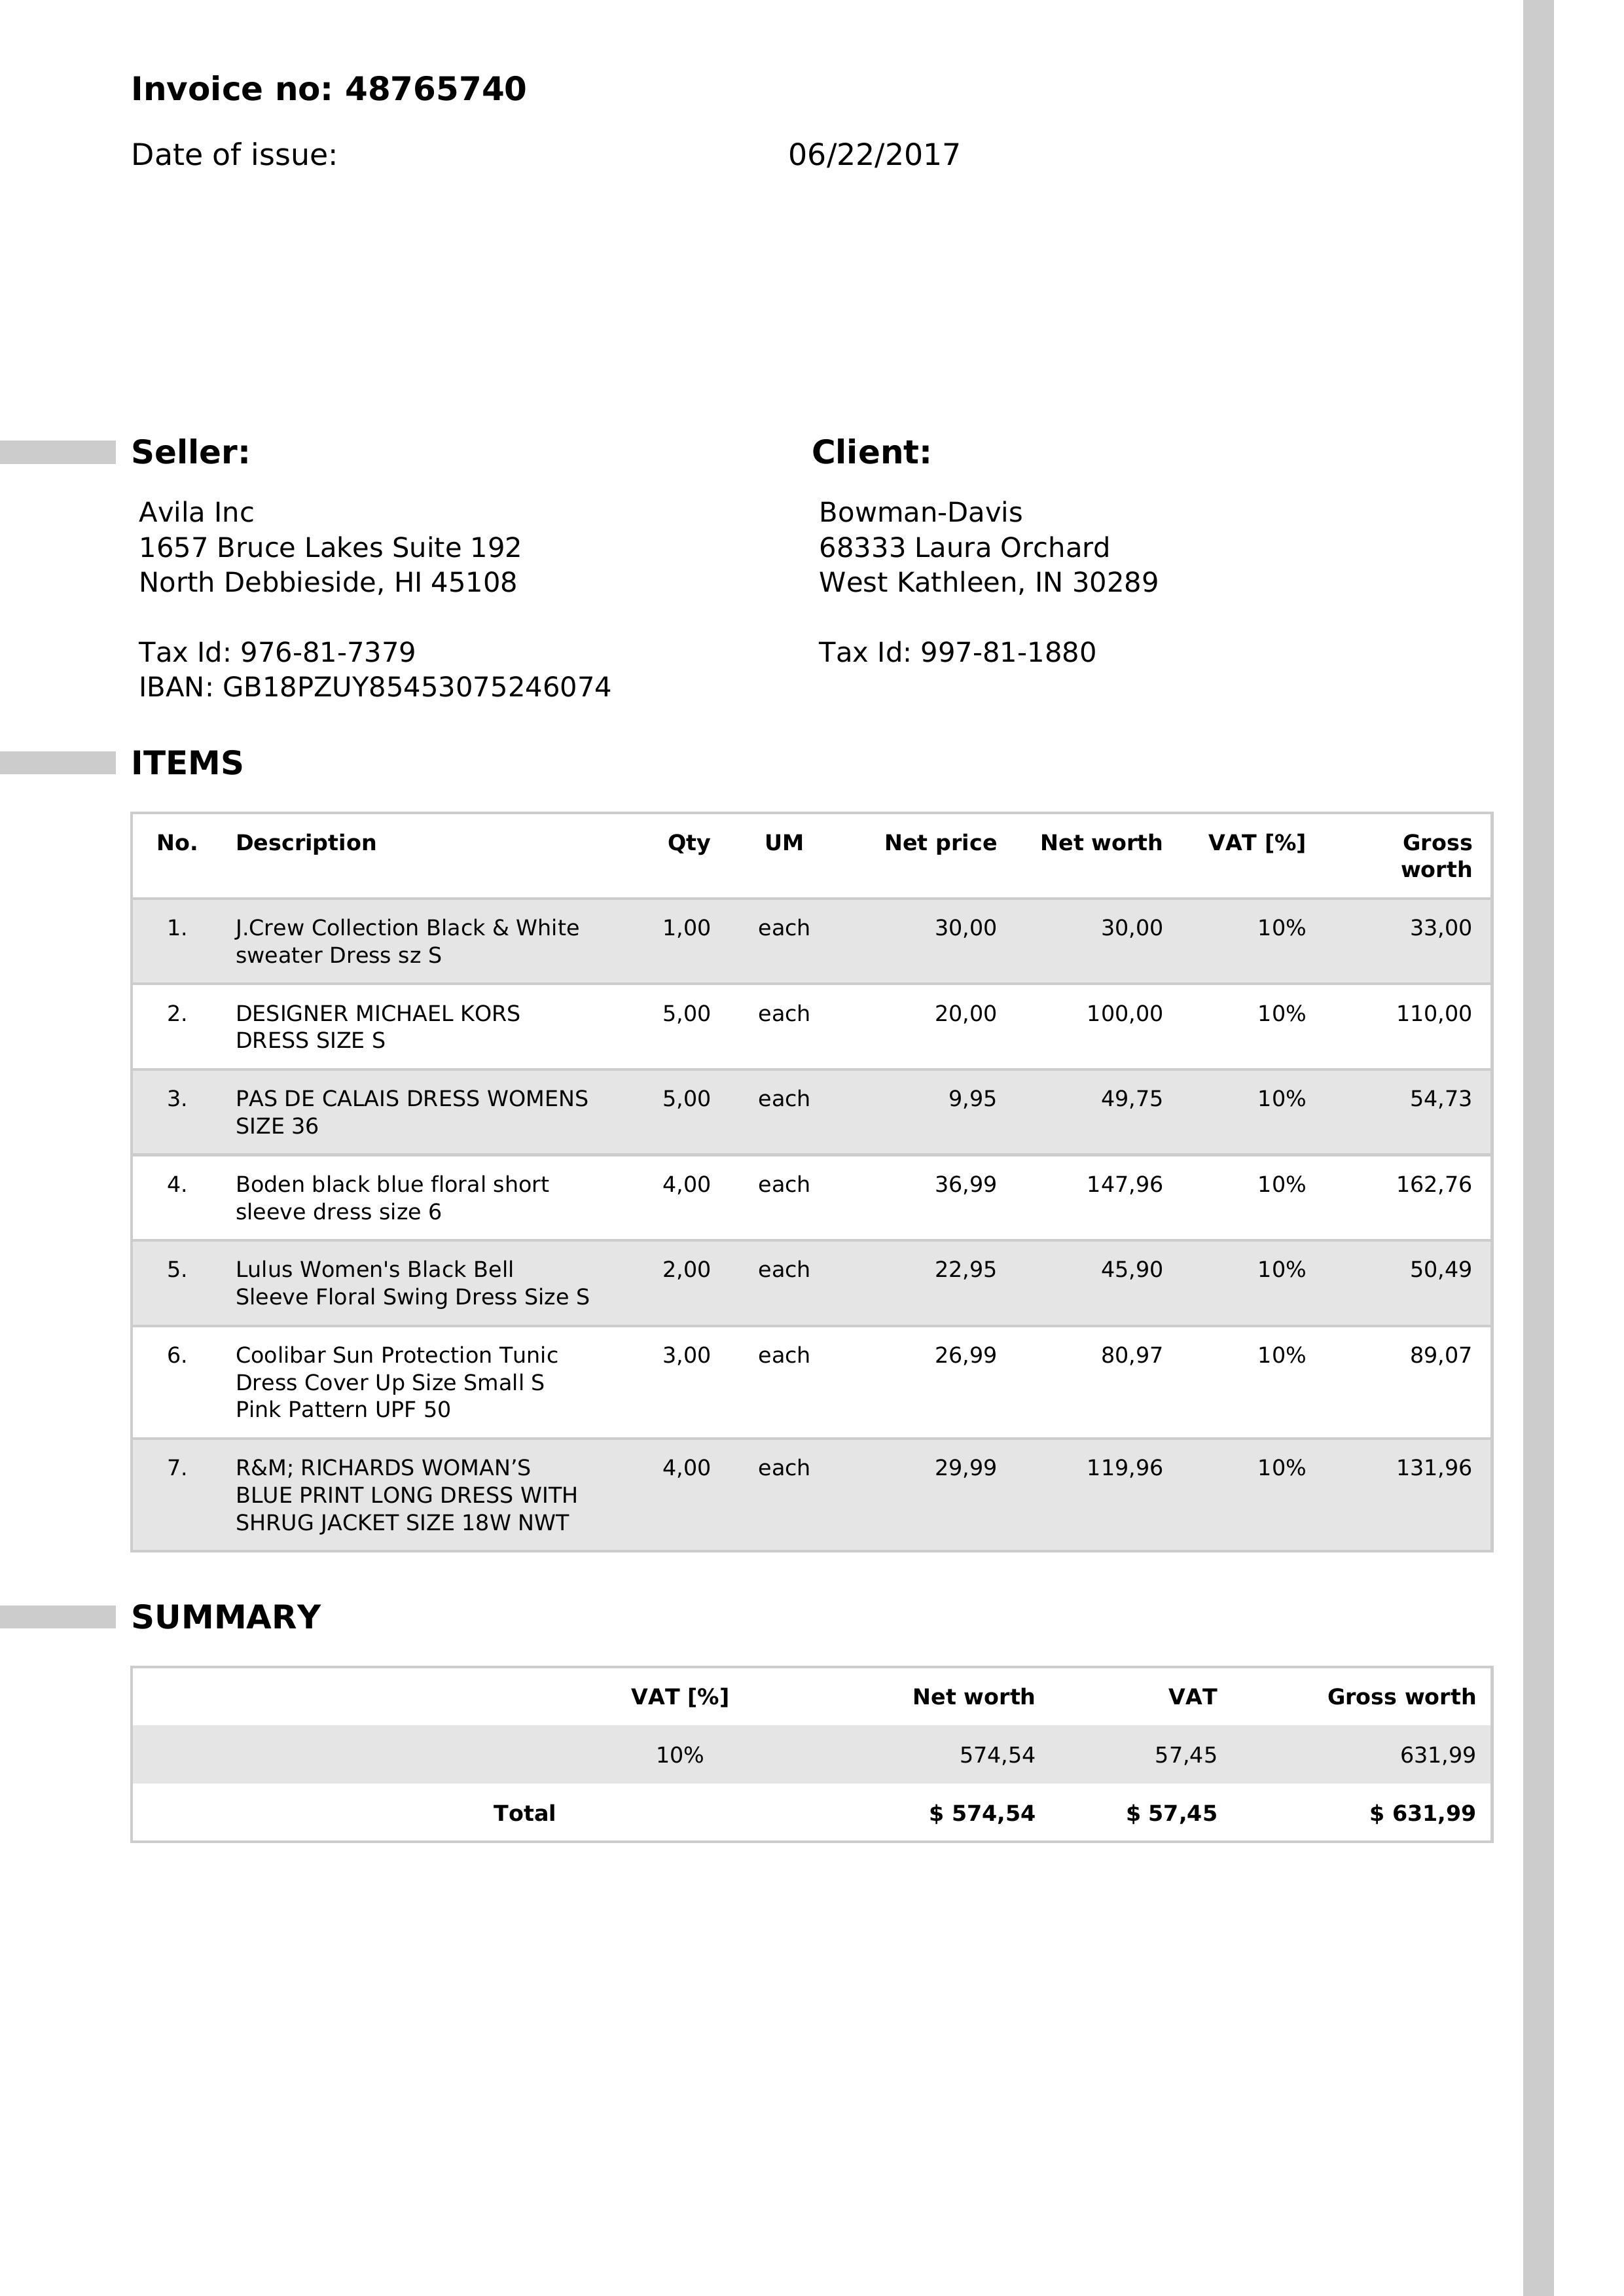 Invoice no: 48765740
Date of issue: 06/22/2017
Seller:
Avila Inc
1657 Bruce Lakes Suite 192
North Debbieside, HI 45108
Tax Id: 976-81-7379
IBAN: GB18PZUY85453075246074
Client:
Bowman-Davis
68333 Laura Orchard
West Kathleen, IN 30289
Tax Id: 997-81-1880
ITEMS
No. Description Qty UM Net price Net worth VAT [%] Gross
worth
1. J.Crew Collection Black & White 1,00 each 30,00 30,00 10% 33,00
sweater Dress sz S
2. DESIGNER MICHAEL KORS 5,00 each 20,00 100,00 10% 110,00
DRESS SIZE S
3. PAS DE CALAIS DRESS WOMENS 5,00 each 9,95 49,75 10% 54,73
SIZE 36
4. Boden black blue floral short 4,00 each 36,99 147,96 10% 162,76
sleeve dress size 6
5. Lulus Women's Black Bell 2,00 each 22,95 45,90 10% 50,49
Sleeve Floral Swing Dress Size S
6. Coolibar Sun Protection Tunic 3,00 each 26,99 80,97 10% 89,07
Dress Cover Up Size Small S
Pink Pattern UPF 50
7. R&M; RICHARDS WOMAN’S 4,00 each 29,99 119,96 10% 131,96
BLUE PRINT LONG DRESS WITH
SHRUG JACKET SIZE 18W NWT
SUMMARY
VAT [%] Net worth VAT Gross worth
10% 574,54 57,45 631,99
Total $ 574,54 $ 57,45 $ 631,99